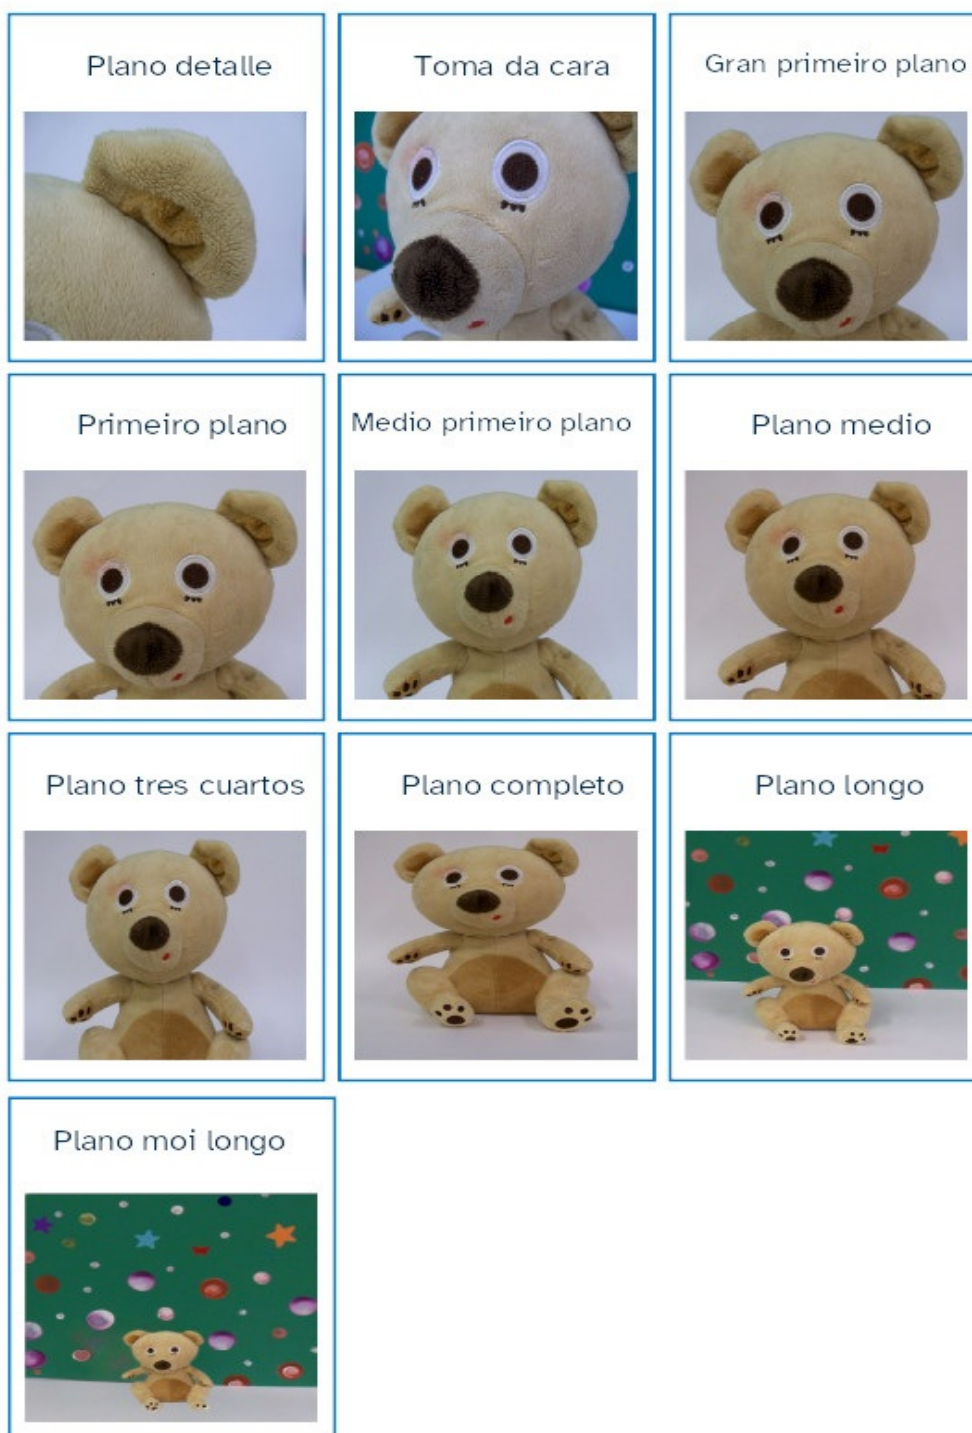 Plano detalle
Toma da cara
Gran primeiro plano
Primeiro plano
Medio primeiro plano
Plano medio
Plano tres cuartos
Plano completo
Plano longo
Plano moi longo